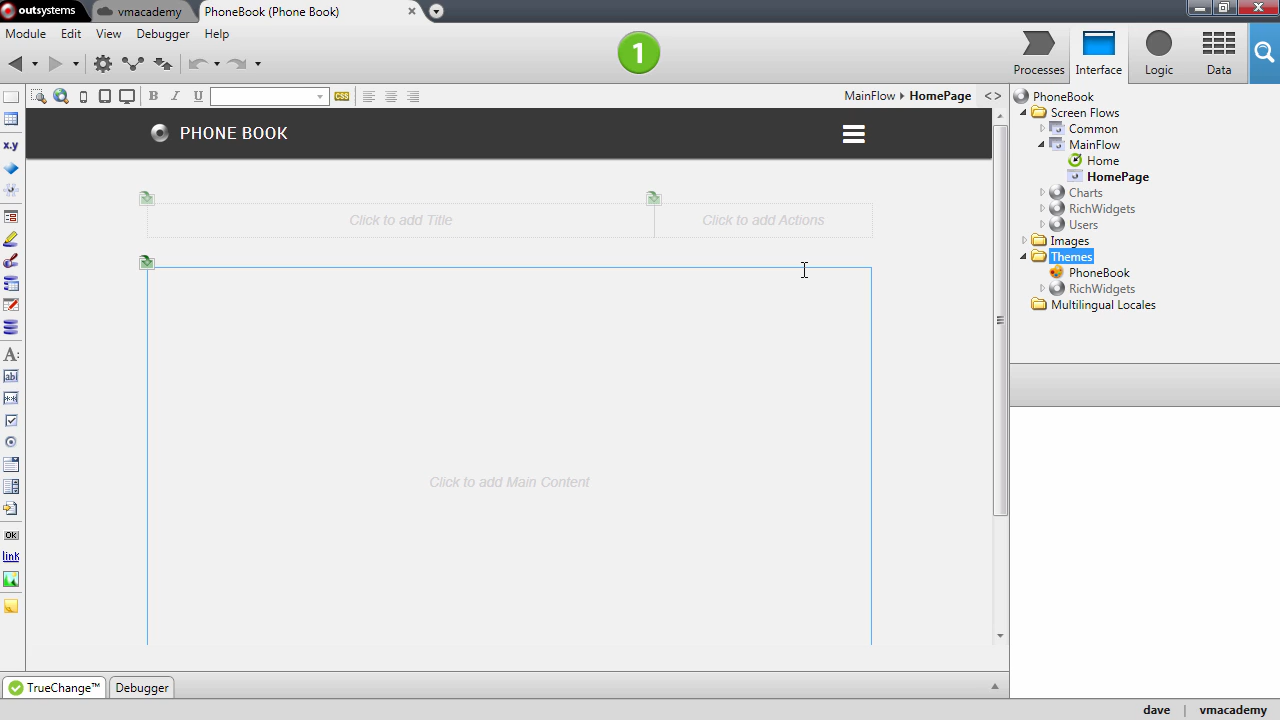 outsystems
vmacademy
PhoneBook (Phone Book)
Module Edit View Debugger Help
1
Processes Interface Logic Data
B I U
CSS
MainFlow HomePage <>
PHONE BOOK
Click to add Title
Click to add Actions
Click to add Main Content
x.y
A
ab
OK
link
PhoneBook
Screen Flows
Common
MainFlow
Home
HomePage
Charts
RichWidgets
Users
Images
Themes
PhoneBook
RichWidgets
Multilingual Locales
TrueChange™ Debugger
dave | vmacademy